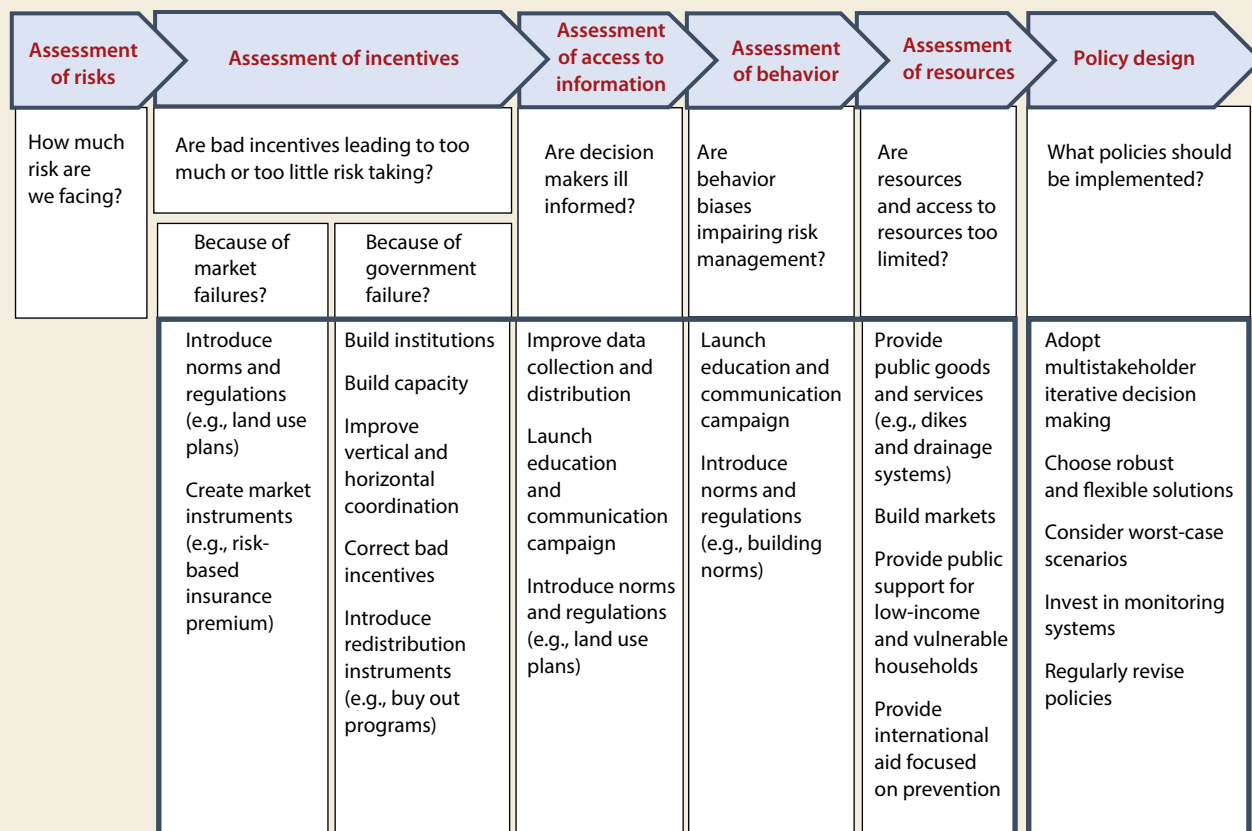 Assessment
of risks
Assessment of incentives
Assessment
of access to
information
Assessment
of behavior
Assessment
of resources
Policy design
How much
risk are
we facing?
Are bad incentives leading to too
much or too little risk taking?
Because of
market
failures?
Because of
government
failure?
Are decision
makers ill
informed?
Are
behavior
biases
impairing risk
management?
Are
resources
and access to
resources too
limited?
What policies should
be implemented?
Introduce
norms and
regulations
(e.g., land use
plans)
Create market
instruments
(e.g., risk-
based
insurance
premium)
Build institutions
Build capacity
Improve
vertical and
horizontal
coordination
Correct bad
incentives
Introduce
redistribution
instruments
(e.g., buy out
programs)
Improve data
collection and
distribution
Launch
education
and
communication
campaign
Introduce norms
and regulations
(e.g., land use
plans)
Launch
education and
communication
campaign
Introduce
norms and
regulations
(e.g., building
norms)
Provide
public goods
and services
(e.g., dikes
and drainage
systems)
Build markets
Provide public
support for
low-income
and vulnerable
households
Provide
international
aid focused
on prevention
Adopt
multistakeholder
iterative decision
making
Choose robust
and flexible solutions
Consider worst-case
scenarios
Invest in monitoring
systems
Regularly revise
policies